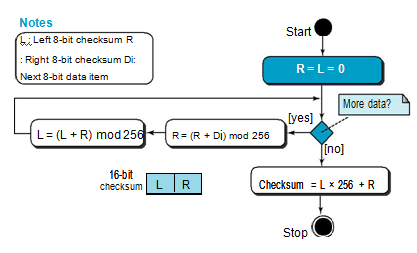 Notes
L : Left 8-bit checksum R
: Right 8-bit checksum Di:
Next 8-bit data item
Start
R = L = 0
More data?
[yes]
L = (L + R) mod 256
R = (R + Di) mod 256
[no]
16-bit
checksum
L R
Checksum = L × 256 + R
Stop